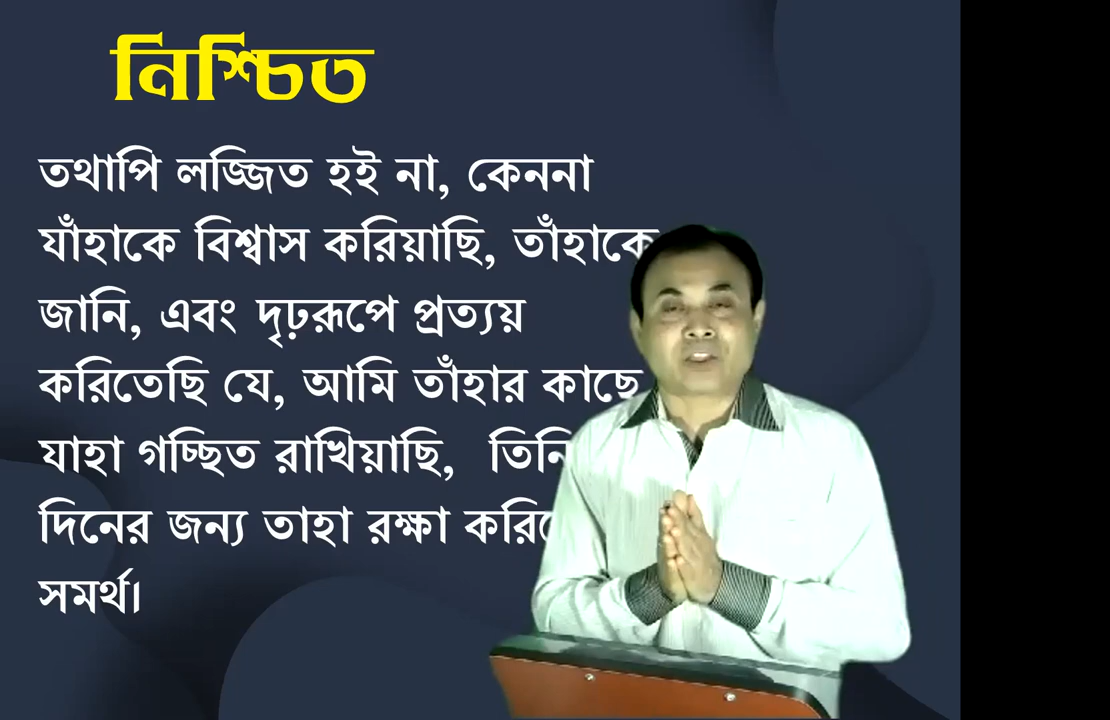 নিশ্চিত
তথাপি লজ্জিত হই না, কেননা
যাঁহাকে বিশ্বাস করিয়াছি, তাঁহাকে
জানি, এবং দৃঢ়রূপে প্রত্যয়
করিতেছি যে, আমি তাঁহার কাছে
যাহা গচ্ছিত রাখিয়াছি, তিনি
দিনের জন্য তাহা রক্ষা
সমর্থ।